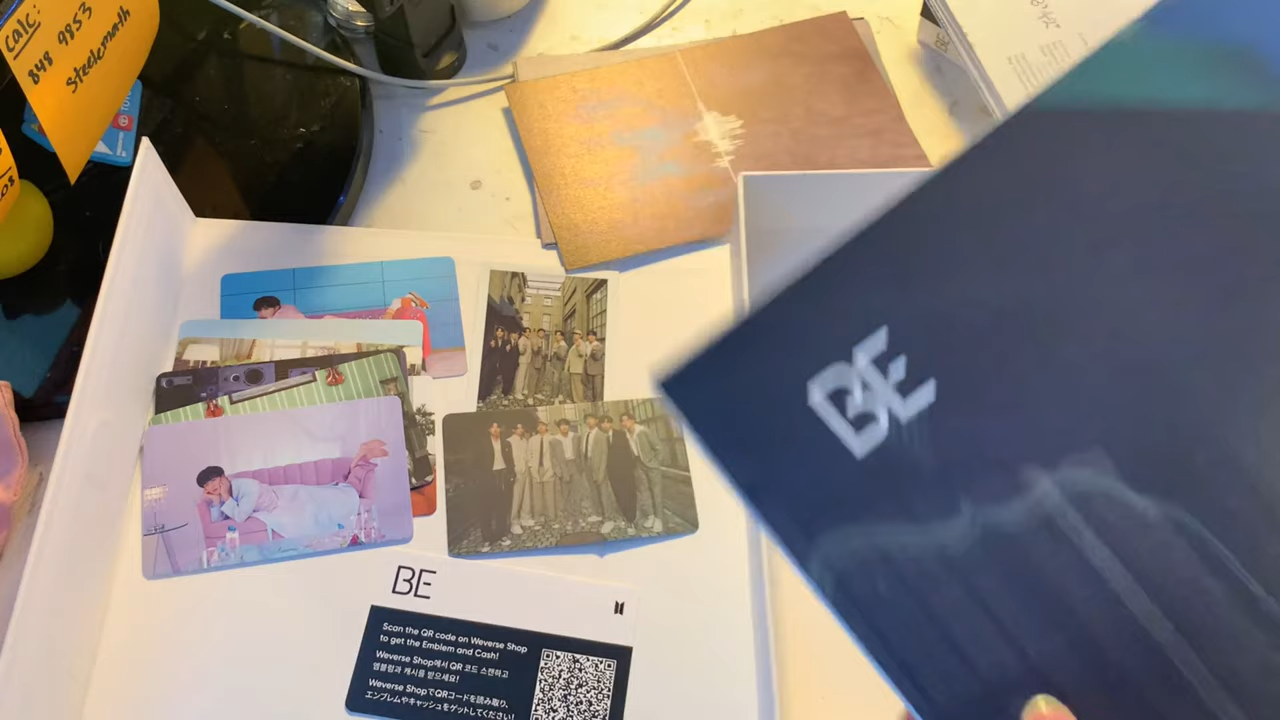 calc:
848 9853
Steelemath
BE
BE
BE
Scan the QR code on Weverse Shop
to get the Emblem and Cash!
Weverse Shop에서 QR 코드 스캔하고
엠블럼과 캐시를 받으세요!
Weverse ShopでQRコードを読み取り、
エンブレムやキャッシュをゲットしてください!